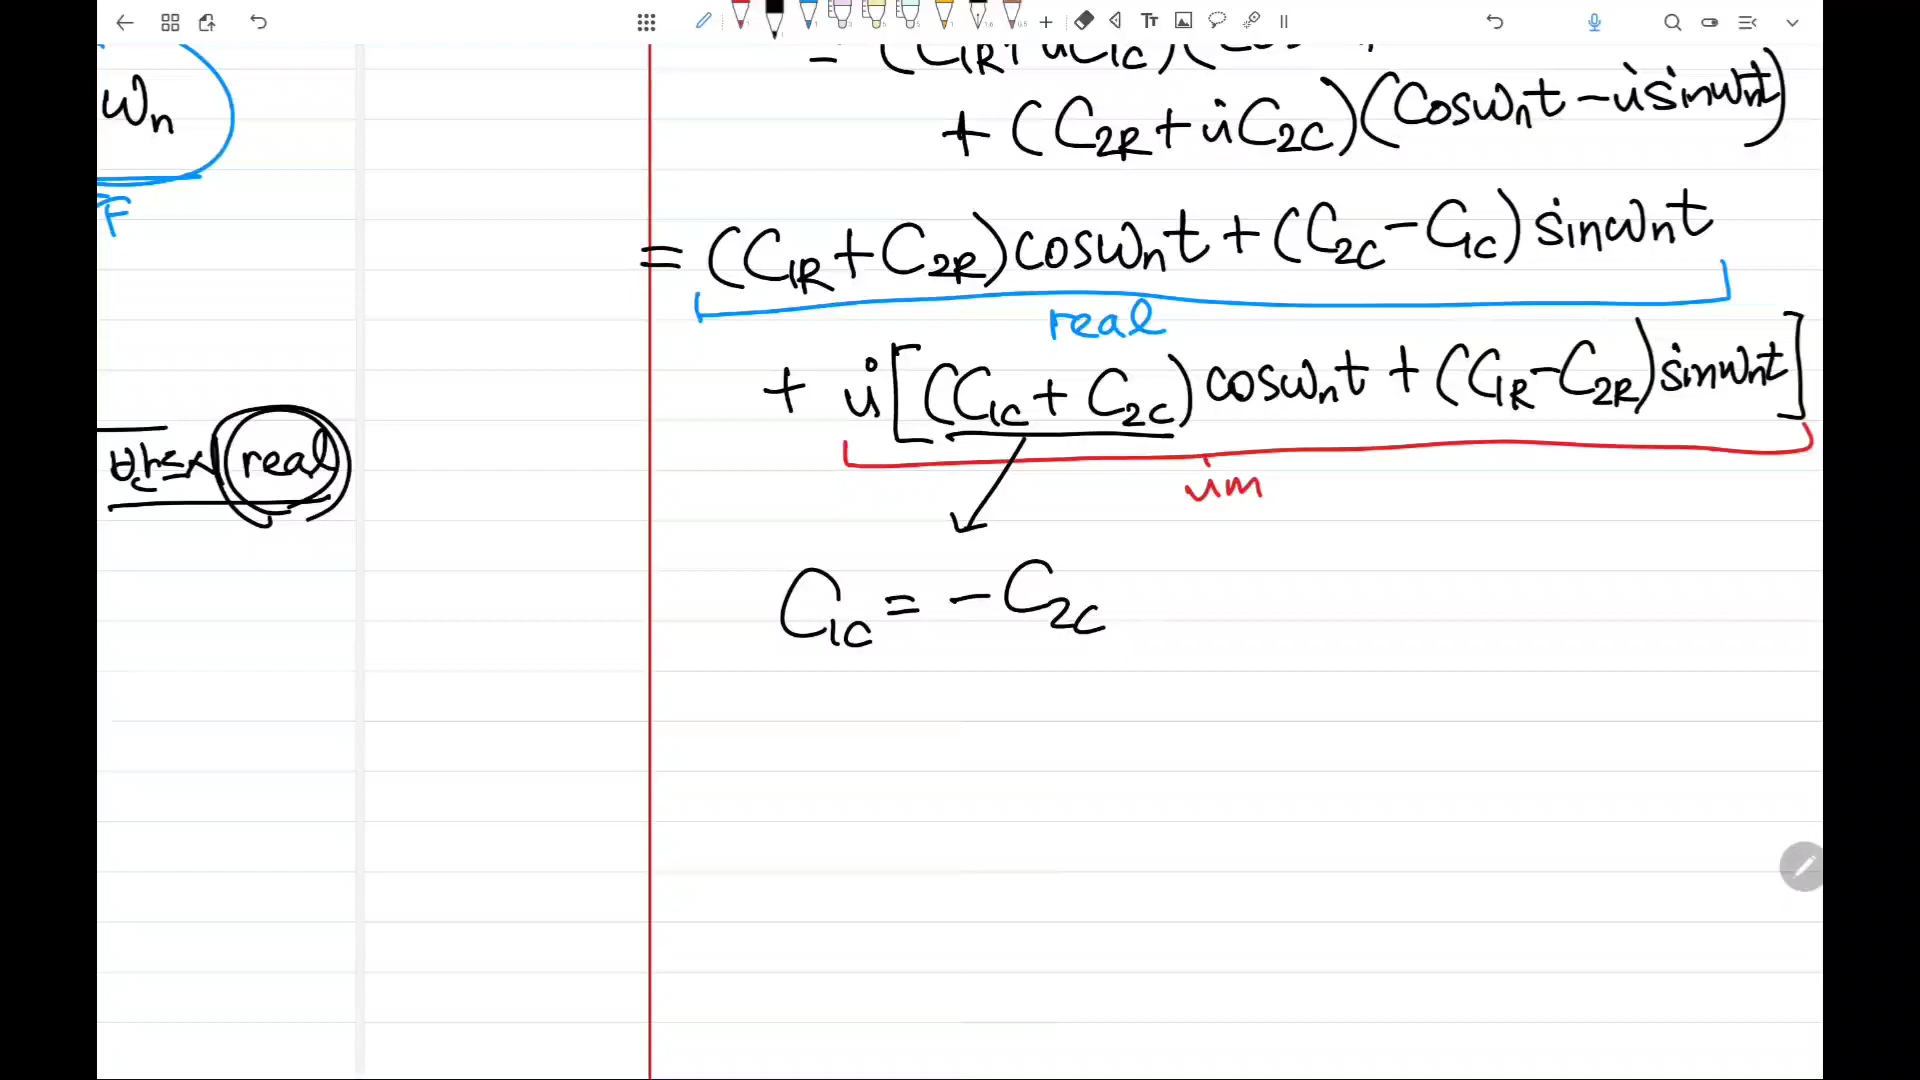 ωn
F
real
+ (C2R + iC2C)(cosωnt - i sinωnt)
= (C1R + C2R) cosωnt + (C2C - C1C) sinωnt
real
+ i[(C1C + C2C) cosωnt + (C1R - C2R) sinωnt]
im
C1C = -C2C